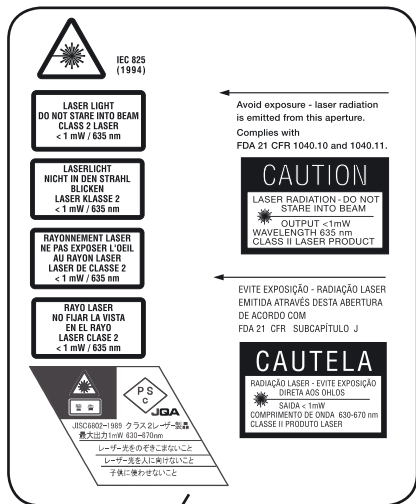 IEC 825
(1994)
LASER LIGHT
DO NOT STARE INTO BEAM
CLASS 2 LASER
< 1 mW / 635 nm
LASERLICHT
NICHT IN DEN STRAHL
BLICKEN
LASER KLASSE 2
< 1 mW / 635 nm
RAYONNEMENT LASER
NE PAS EXPOSER L'OEIL
AU RAYON LASER
LASER DE CLASSE 2
< 1 mW / 635 nm
RAYO LASER
NO FIJAR LA VISTA
EN EL RAYO
LASER CLASE 2
< 1 mW / 635 nm
警告
PS
C
JQA
JISC6802-1989 クラス2レーザー製品
最大出力1mW 630-670nm
レーザー光をのぞきこまないこと
レーザー光を人に向けないこと
子供に使わせないこと
Avoid exposure - laser radiation
is emitted from this aperture.
Complies with
FDA 21 CFR 1040.10 and 1040.11.
CAUTION
LASER RADIATION - DO NOT
STARE INTO BEAM
OUTPUT <1mW
WAVELENGTH 635 nm
CLASS II LASER PRODUCT
EVITE EXPOSIÇÃO - RADIAÇÃO LASER
EMITIDA ATRAVÉS DESTA ABERTURA
DE ACORDO COM
FDA 21 CFR SUBCAPÍTULO J
CAUTELA
RADIAÇÃO LASER - EVITE EXPOSIÇÃO
DIRETA AOS OHLOS
SAIDA < 1mW
COMPRIMENTO DE ONDA 630-670 nm
CLASSE II PRODUTO LASER